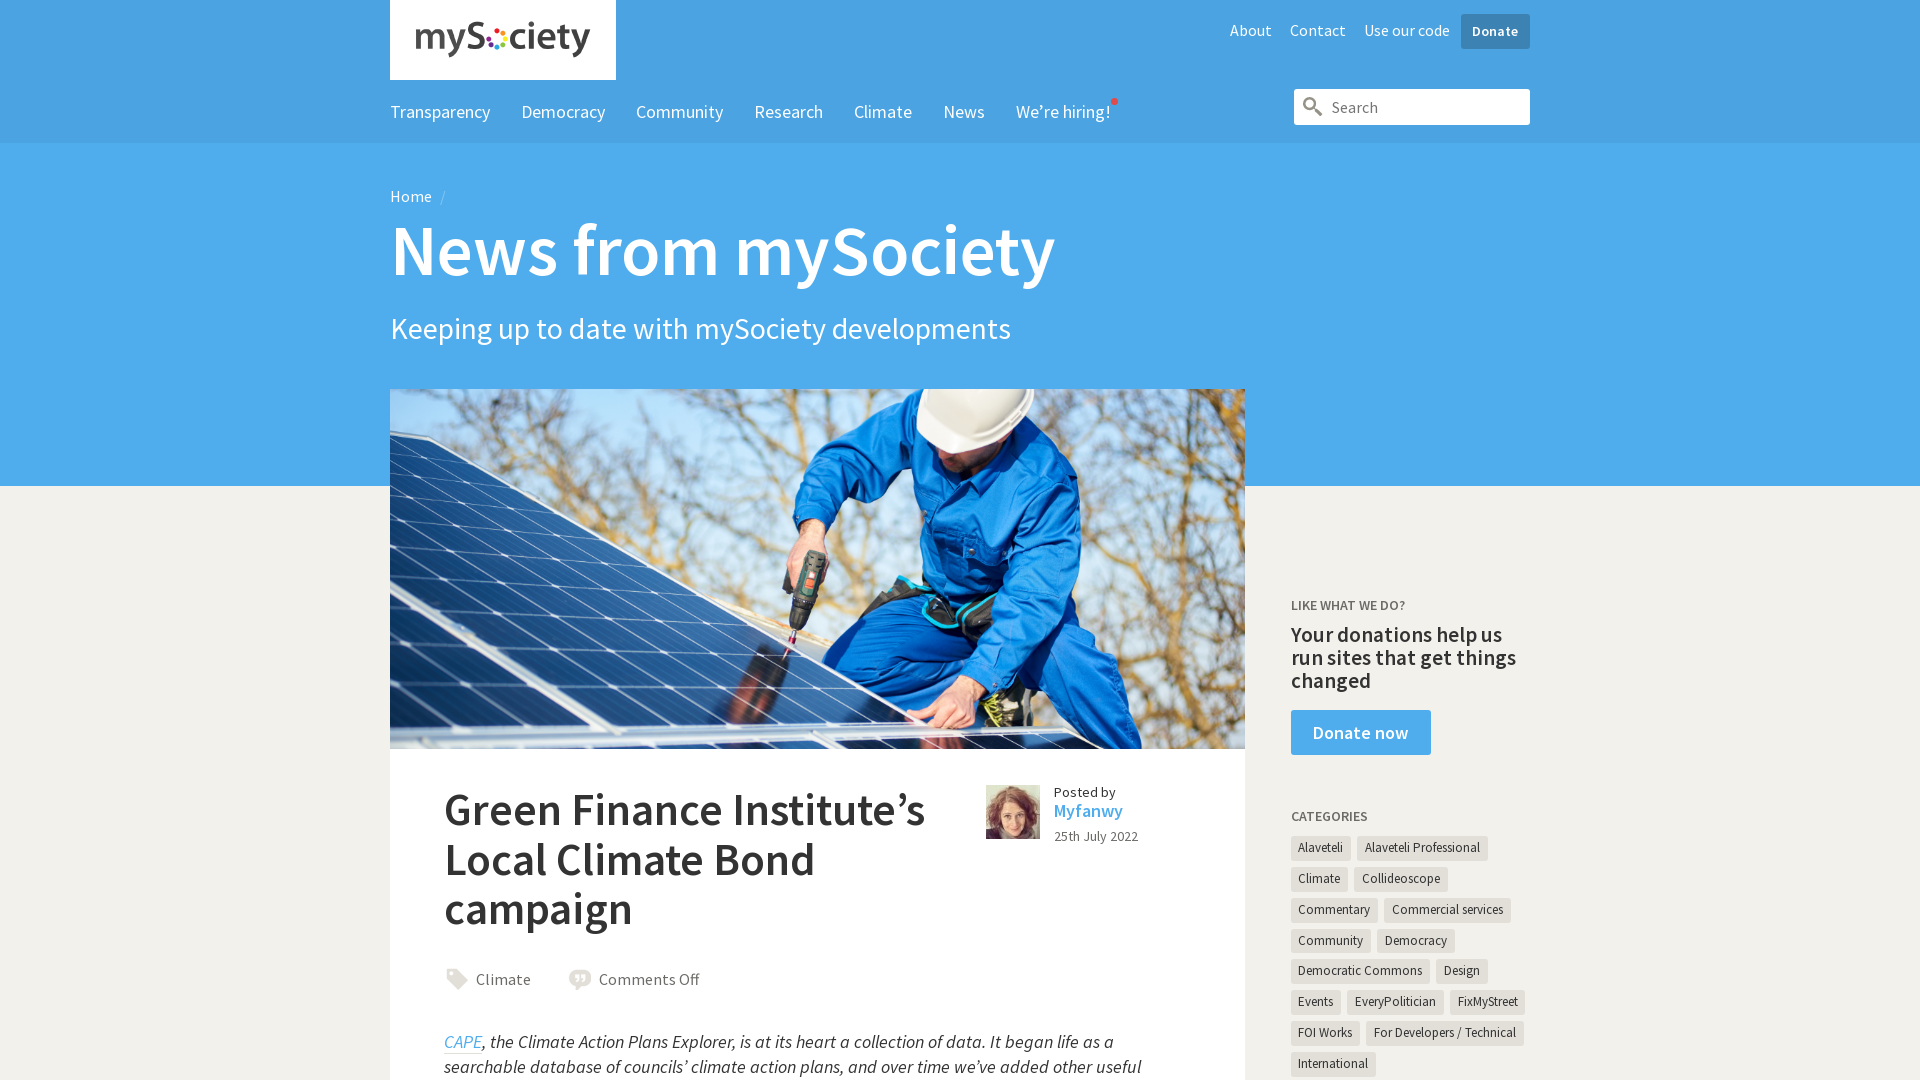 mySociety
About
Contact
Use our code
Donate
Transparency
Democracy
Community
Research
Climate
News
We’re hiring!
Search
Home /
News from mySociety
Keeping up to date with mySociety developments
Green Finance Institute’s
Local Climate Bond
campaign
Posted by
Myfanwy
25th July 2022
Climate
Comments Off
CAPE, the Climate Action Plans Explorer, is at its heart a collection of data. It began life as a
searchable database of councils’ climate action plans, and over time we’ve added other useful
LIKE WHAT WE DO?
Your donations help us
run sites that get things
changed
Donate now
CATEGORIES
Alaveteli
Alaveteli Professional
Climate
Collideoscope
Commentary
Commercial services
Community
Democracy
Democratic Commons
Design
Events
EveryPolitician
FixMyStreet
FOI Works
For Developers / Technical
International